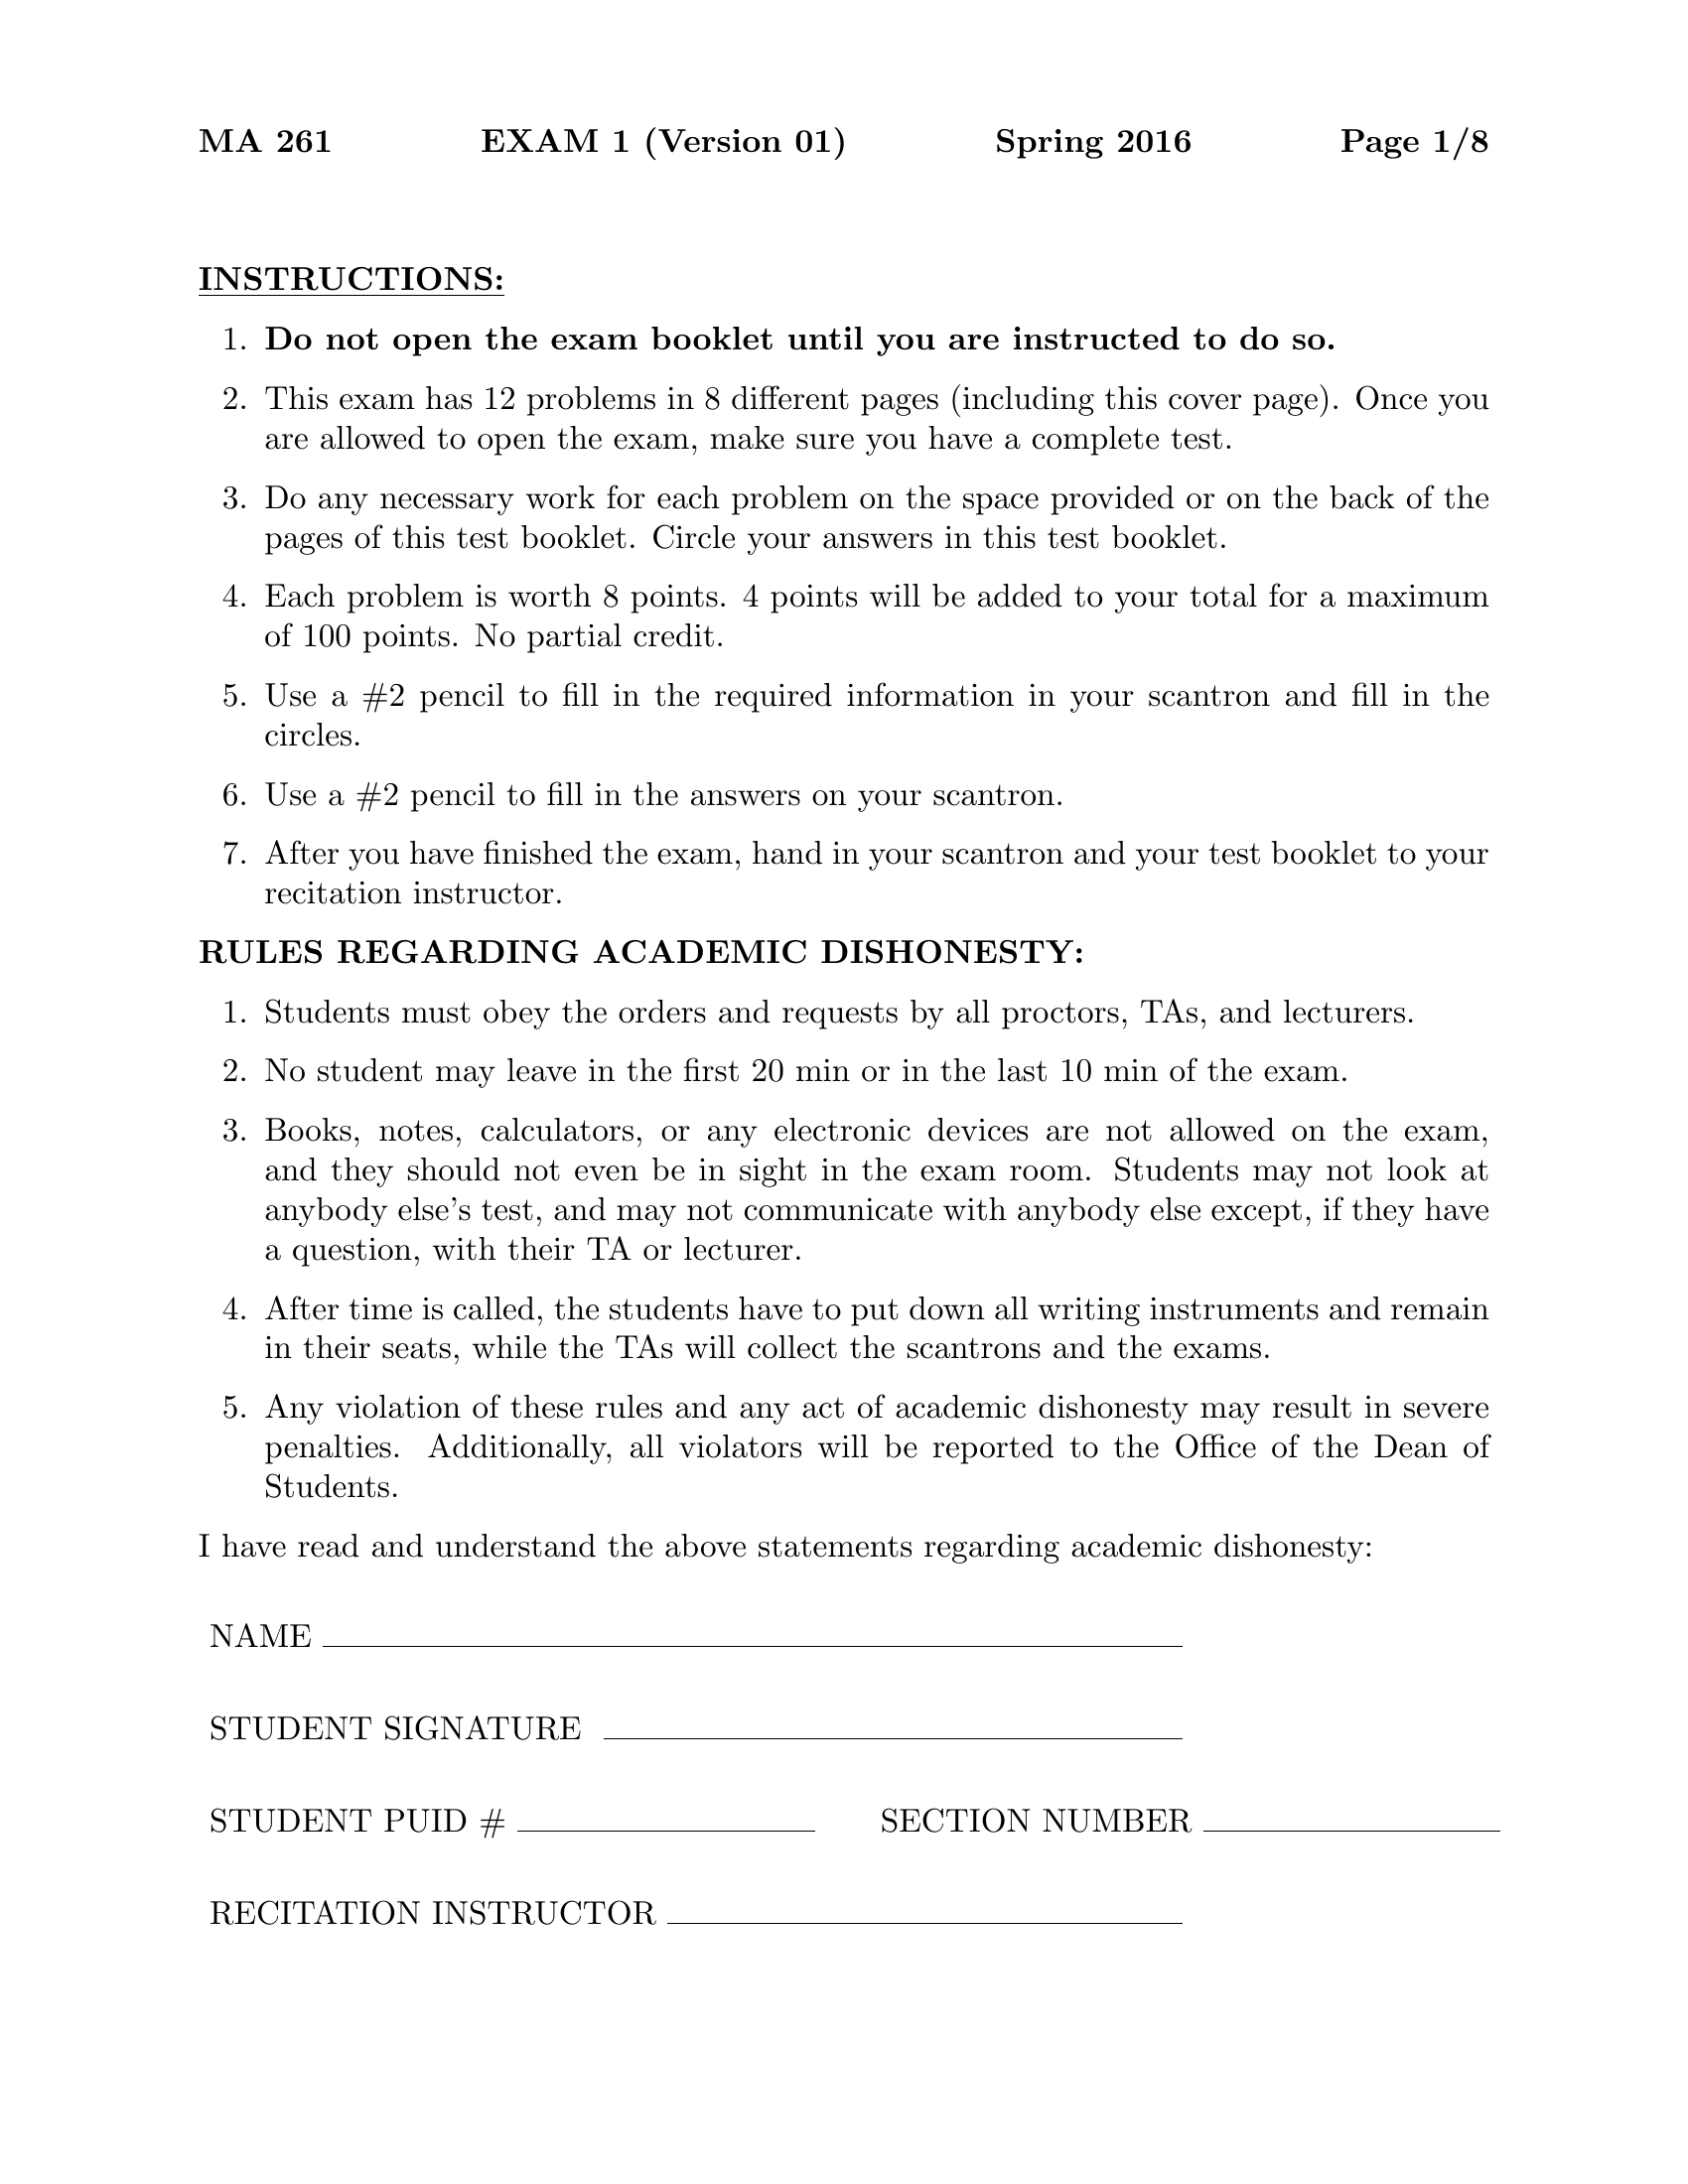 MA 261 EXAM 1 (Version 01) Spring 2016 Page 1/8
INSTRUCTIONS:
1. Do not open the exam booklet until you are instructed to do so.
2. This exam has 12 problems in 8 different pages (including this cover page). Once you
are allowed to open the exam, make sure you have a complete test.
3. Do any necessary work for each problem on the space provided or on the back of the
pages of this test booklet. Circle your answers in this test booklet.
4. Each problem is worth 8 points. 4 points will be added to your total for a maximum
of 100 points. No partial credit.
5. Use a #2 pencil to fill in the required information in your scantron and fill in the
circles.
6. Use a #2 pencil to fill in the answers on your scantron.
7. After you have finished the exam, hand in your scantron and your test booklet to your
recitation instructor.
RULES REGARDING ACADEMIC DISHONESTY:
1. Students must obey the orders and requests by all proctors, TAs, and lecturers.
2. No student may leave in the first 20 min or in the last 10 min of the exam.
3. Books, notes, calculators, or any electronic devices are not allowed on the exam,
and they should not even be in sight in the exam room. Students may not look at
anybody else's test, and may not communicate with anybody else except, if they have
a question, with their TA or lecturer.
4. After time is called, the students have to put down all writing instruments and remain
in their seats, while the TAs will collect the scantrons and the exams.
5. Any violation of these rules and any act of academic dishonesty may result in severe
penalties. Additionally, all violators will be reported to the Office of the Dean of
Students.
I have read and understand the above statements regarding academic dishonesty:
NAME
STUDENT SIGNATURE
STUDENT PUID # SECTION NUMBER
RECITATION INSTRUCTOR